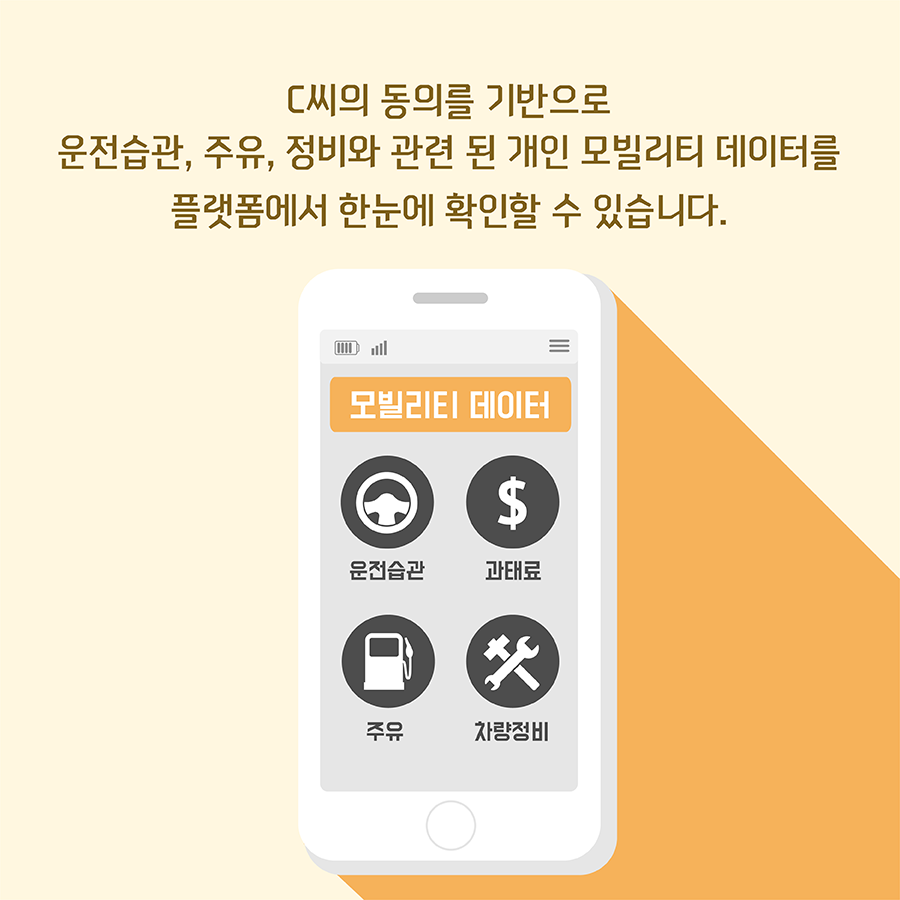 C씨의 동의를 기반으로
운전습관, 주유, 정비와 관련 된 개인 모빌리티 데이터를
플랫폼에서 한눈에 확인할 수 있습니다.
모빌리티 데이터
$
운전습관 과태료
주유 차량정비